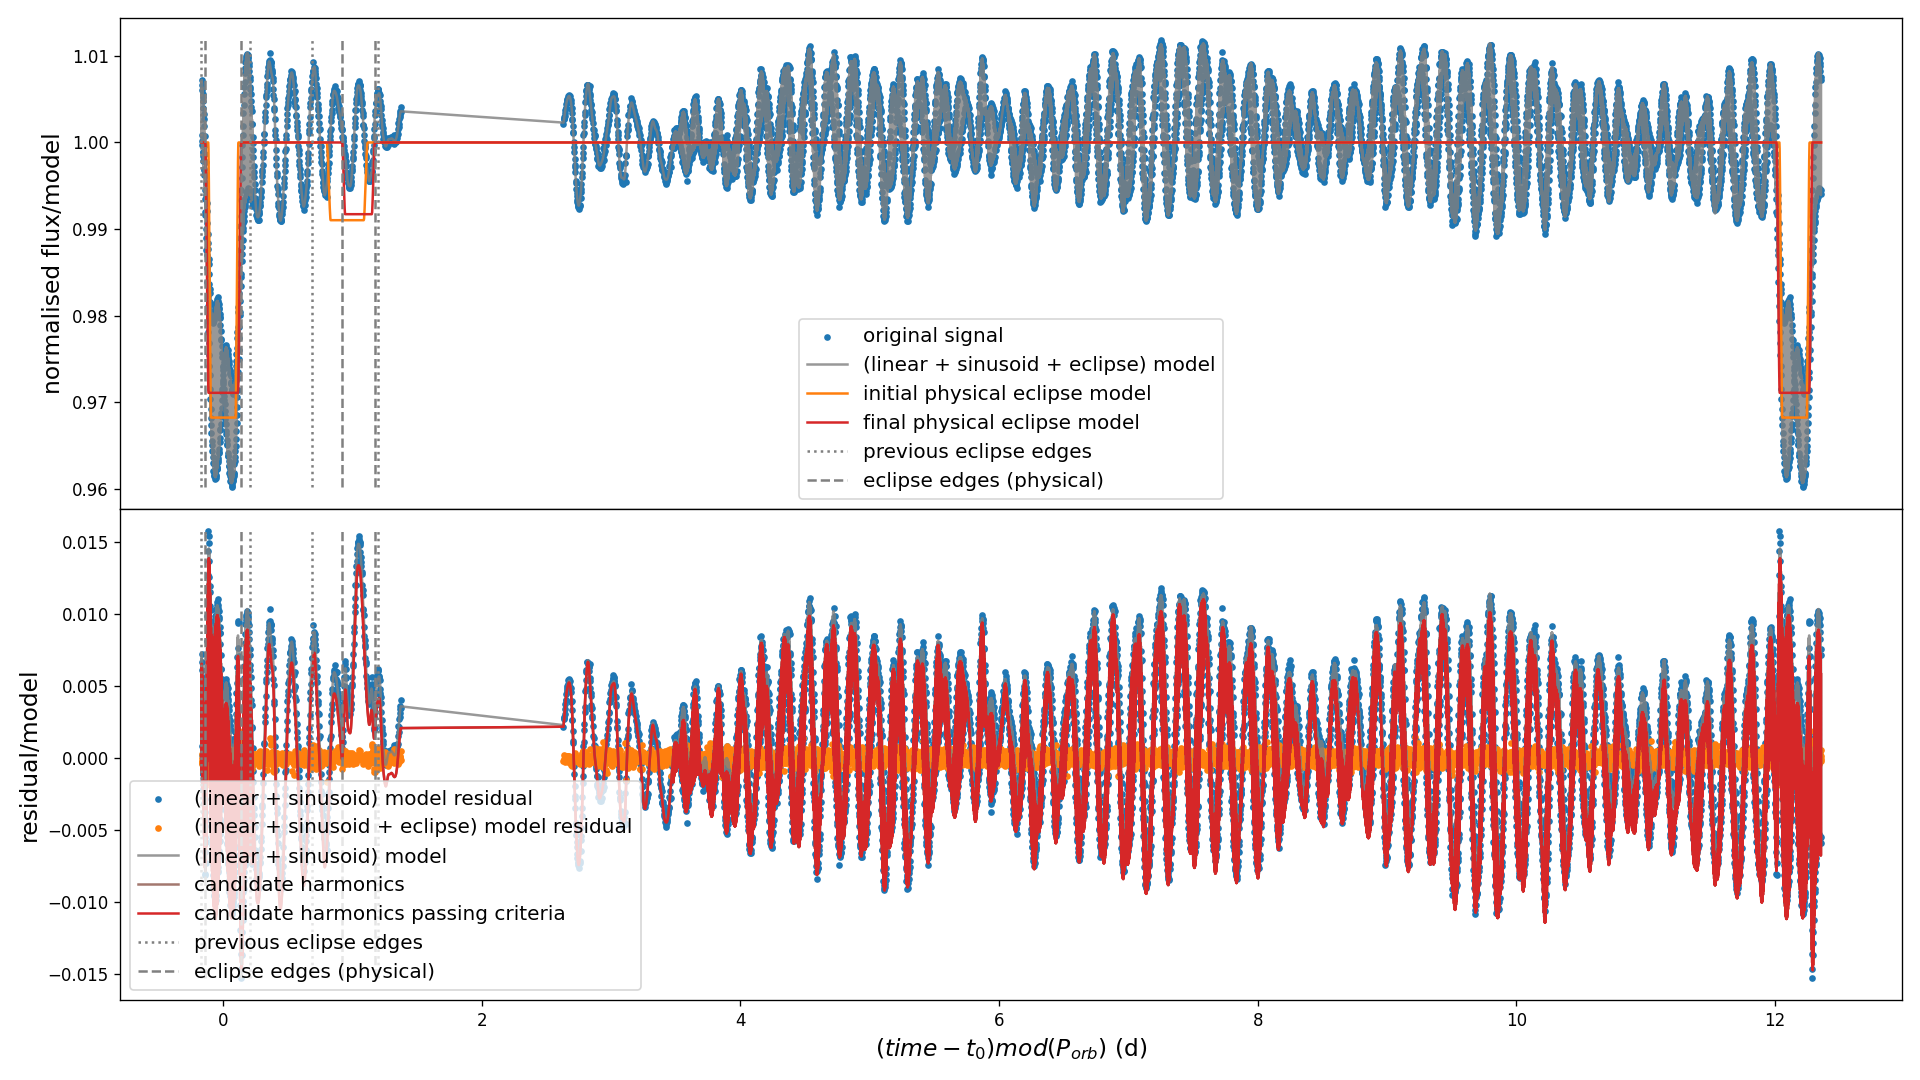 1.01
1.00
0.99
0.98
0.97
0.96
normalised flux/model
original signal
(linear + sinusoid + eclipse) model
initial physical eclipse model
final physical eclipse model
previous eclipse edges
eclipse edges (physical)
0.015
0.010
0.005
0.000
−0.005
−0.010
−0.015
residual/model
(linear + sinusoid) model residual
(linear + sinusoid + eclipse) model residual
(linear + sinusoid) model
candidate harmonics
candidate harmonics passing criteria
previous eclipse edges
eclipse edges (physical)
0 2 4 6 8 10 12
(time − t₀)mod(P_{orb}) (d)